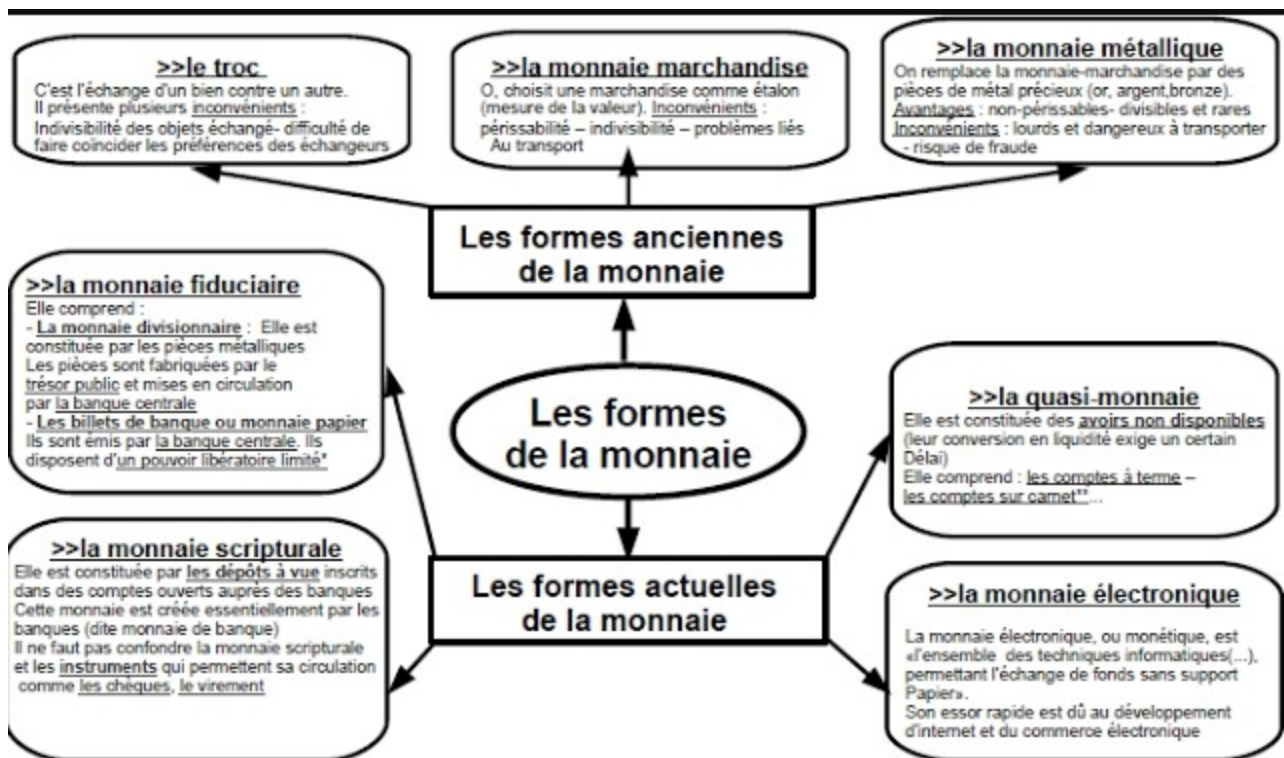 >>le troc
C'est l'échange d'un bien contre un autre.
Il présente plusieurs inconvénients :
Indivisibilité des objets échangé- difficulté de
faire coïncider les préférences des échangeurs
>>la monnaie marchandise
O, choisit une marchandise comme étalon
(mesure de la valeur). Inconvénients :
périssabilité – indivisibilité – problèmes liés
Au transport
>>la monnaie métallique
On remplace la monnaie-marchandise par des
pièces de métal précieux (or, argent,bronze).
Avantages : non-périssables- divisibles et rares
Inconvénients : lourds et dangereux à transporter
- risque de fraude
Les formes anciennes
de la monnaie
>>la monnaie fiduciaire
Elle comprend :
- La monnaie divisionnaire : Elle est
constituée par les pièces métalliques
Les pièces sont fabriquées par le
trésor public et mises en circulation
par la banque centrale
- Les billets de banque ou monnaie papier
Ils sont émis par la banque centrale. Ils
disposent d'un pouvoir libératoire limité*
Les formes
de la monnaie
>>la quasi-monnaie
Elle est constituée des avoirs non disponibles
(leur conversion en liquidité exige un certain
Délai)
Elle comprend : les comptes à terme –
les comptes sur carnet**...
>>la monnaie scripturale
Elle est constituée par les dépôts à vue inscrits
dans des comptes ouverts auprès des banques
Cette monnaie est créée essentiellement par les
banques (dite monnaie de banque)
Il ne faut pas confondre la monnaie scripturale
et les instruments qui permettent sa circulation
comme les chèques, le virement
Les formes actuelles
de la monnaie
>>la monnaie électronique
La monnaie électronique, ou monétique, est
«l'ensemble des techniques informatiques(...),
permettant l'échange de fonds sans support
Papier».
Son essor rapide est dû au développement
d'internet et du commerce électronique